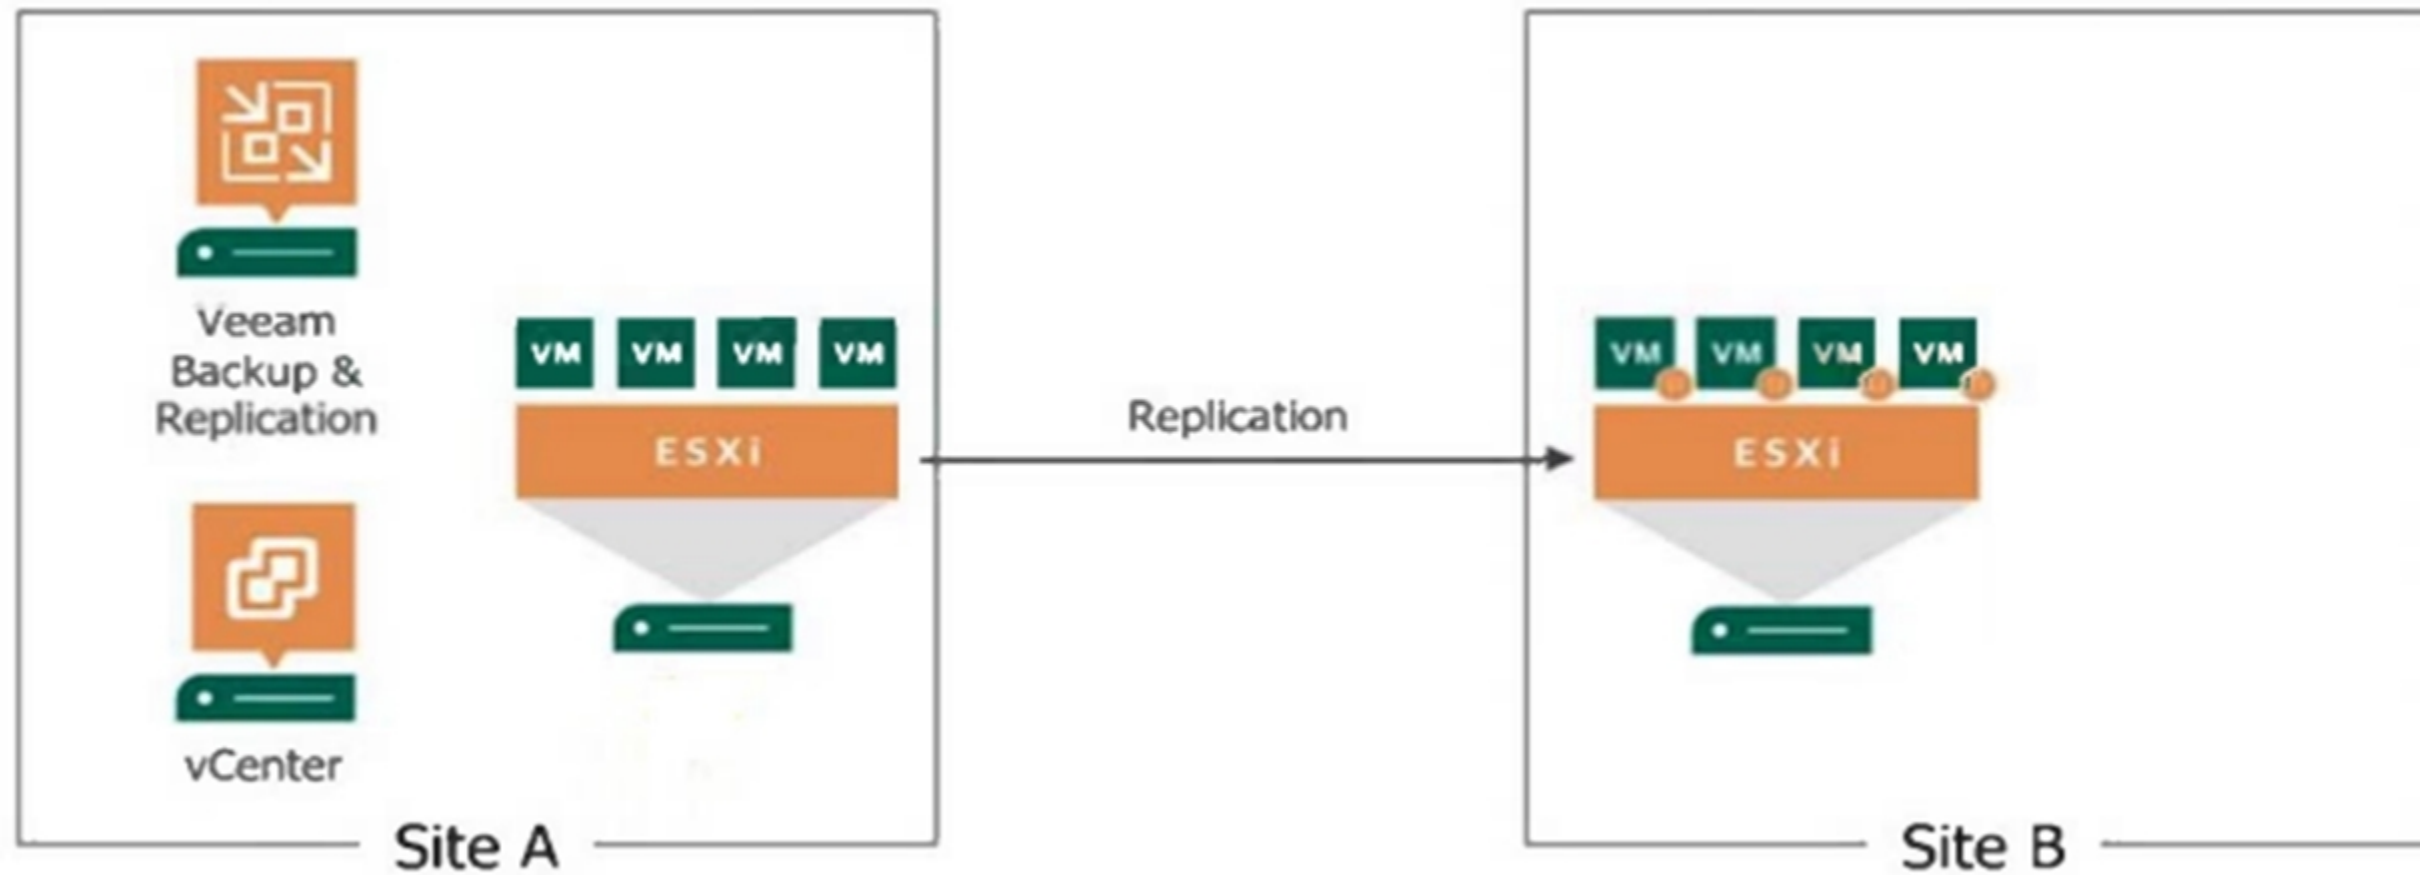 Veeam
Backup &
Replication
vCenter
VM VM VM VM
ESXi
Site A
Replication
VM VM VM VM
ESXi
Site B